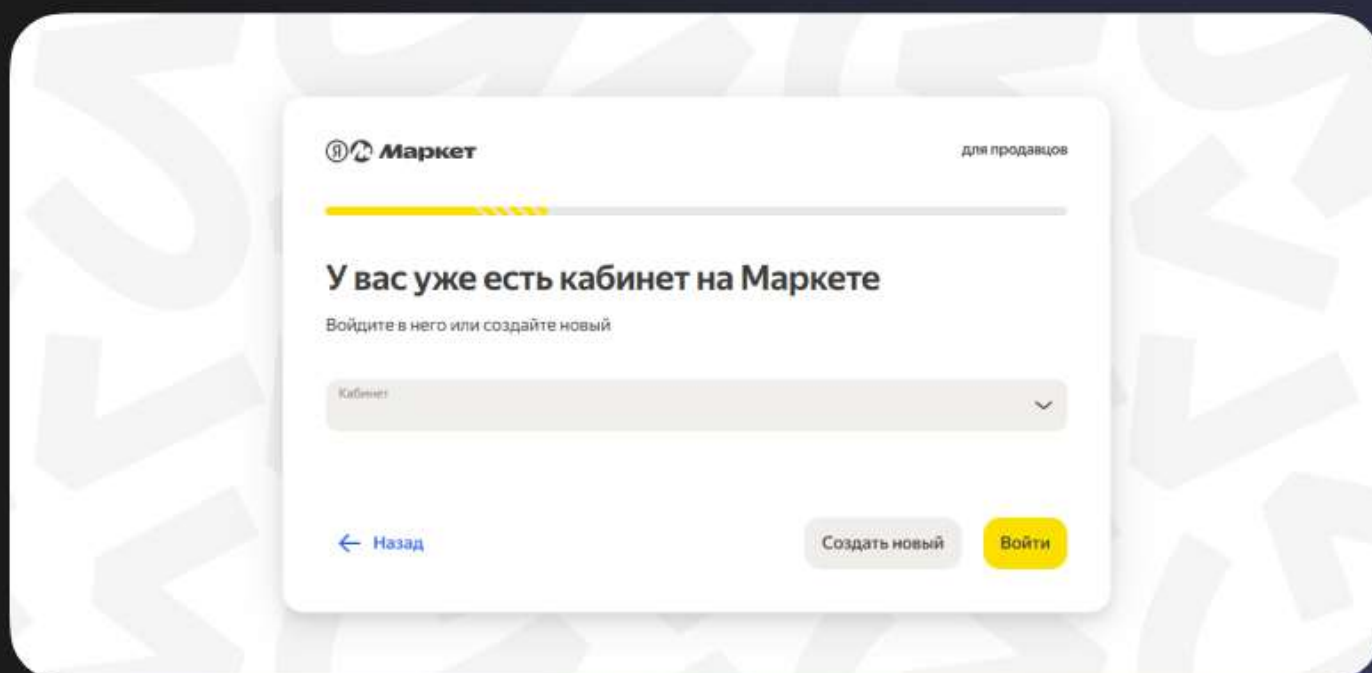 Я Маркет
для продавцов
У вас уже есть кабинет на Маркете
Войдите в него или создайте новый
Кабинет
← Назад
Создать новый
Войти